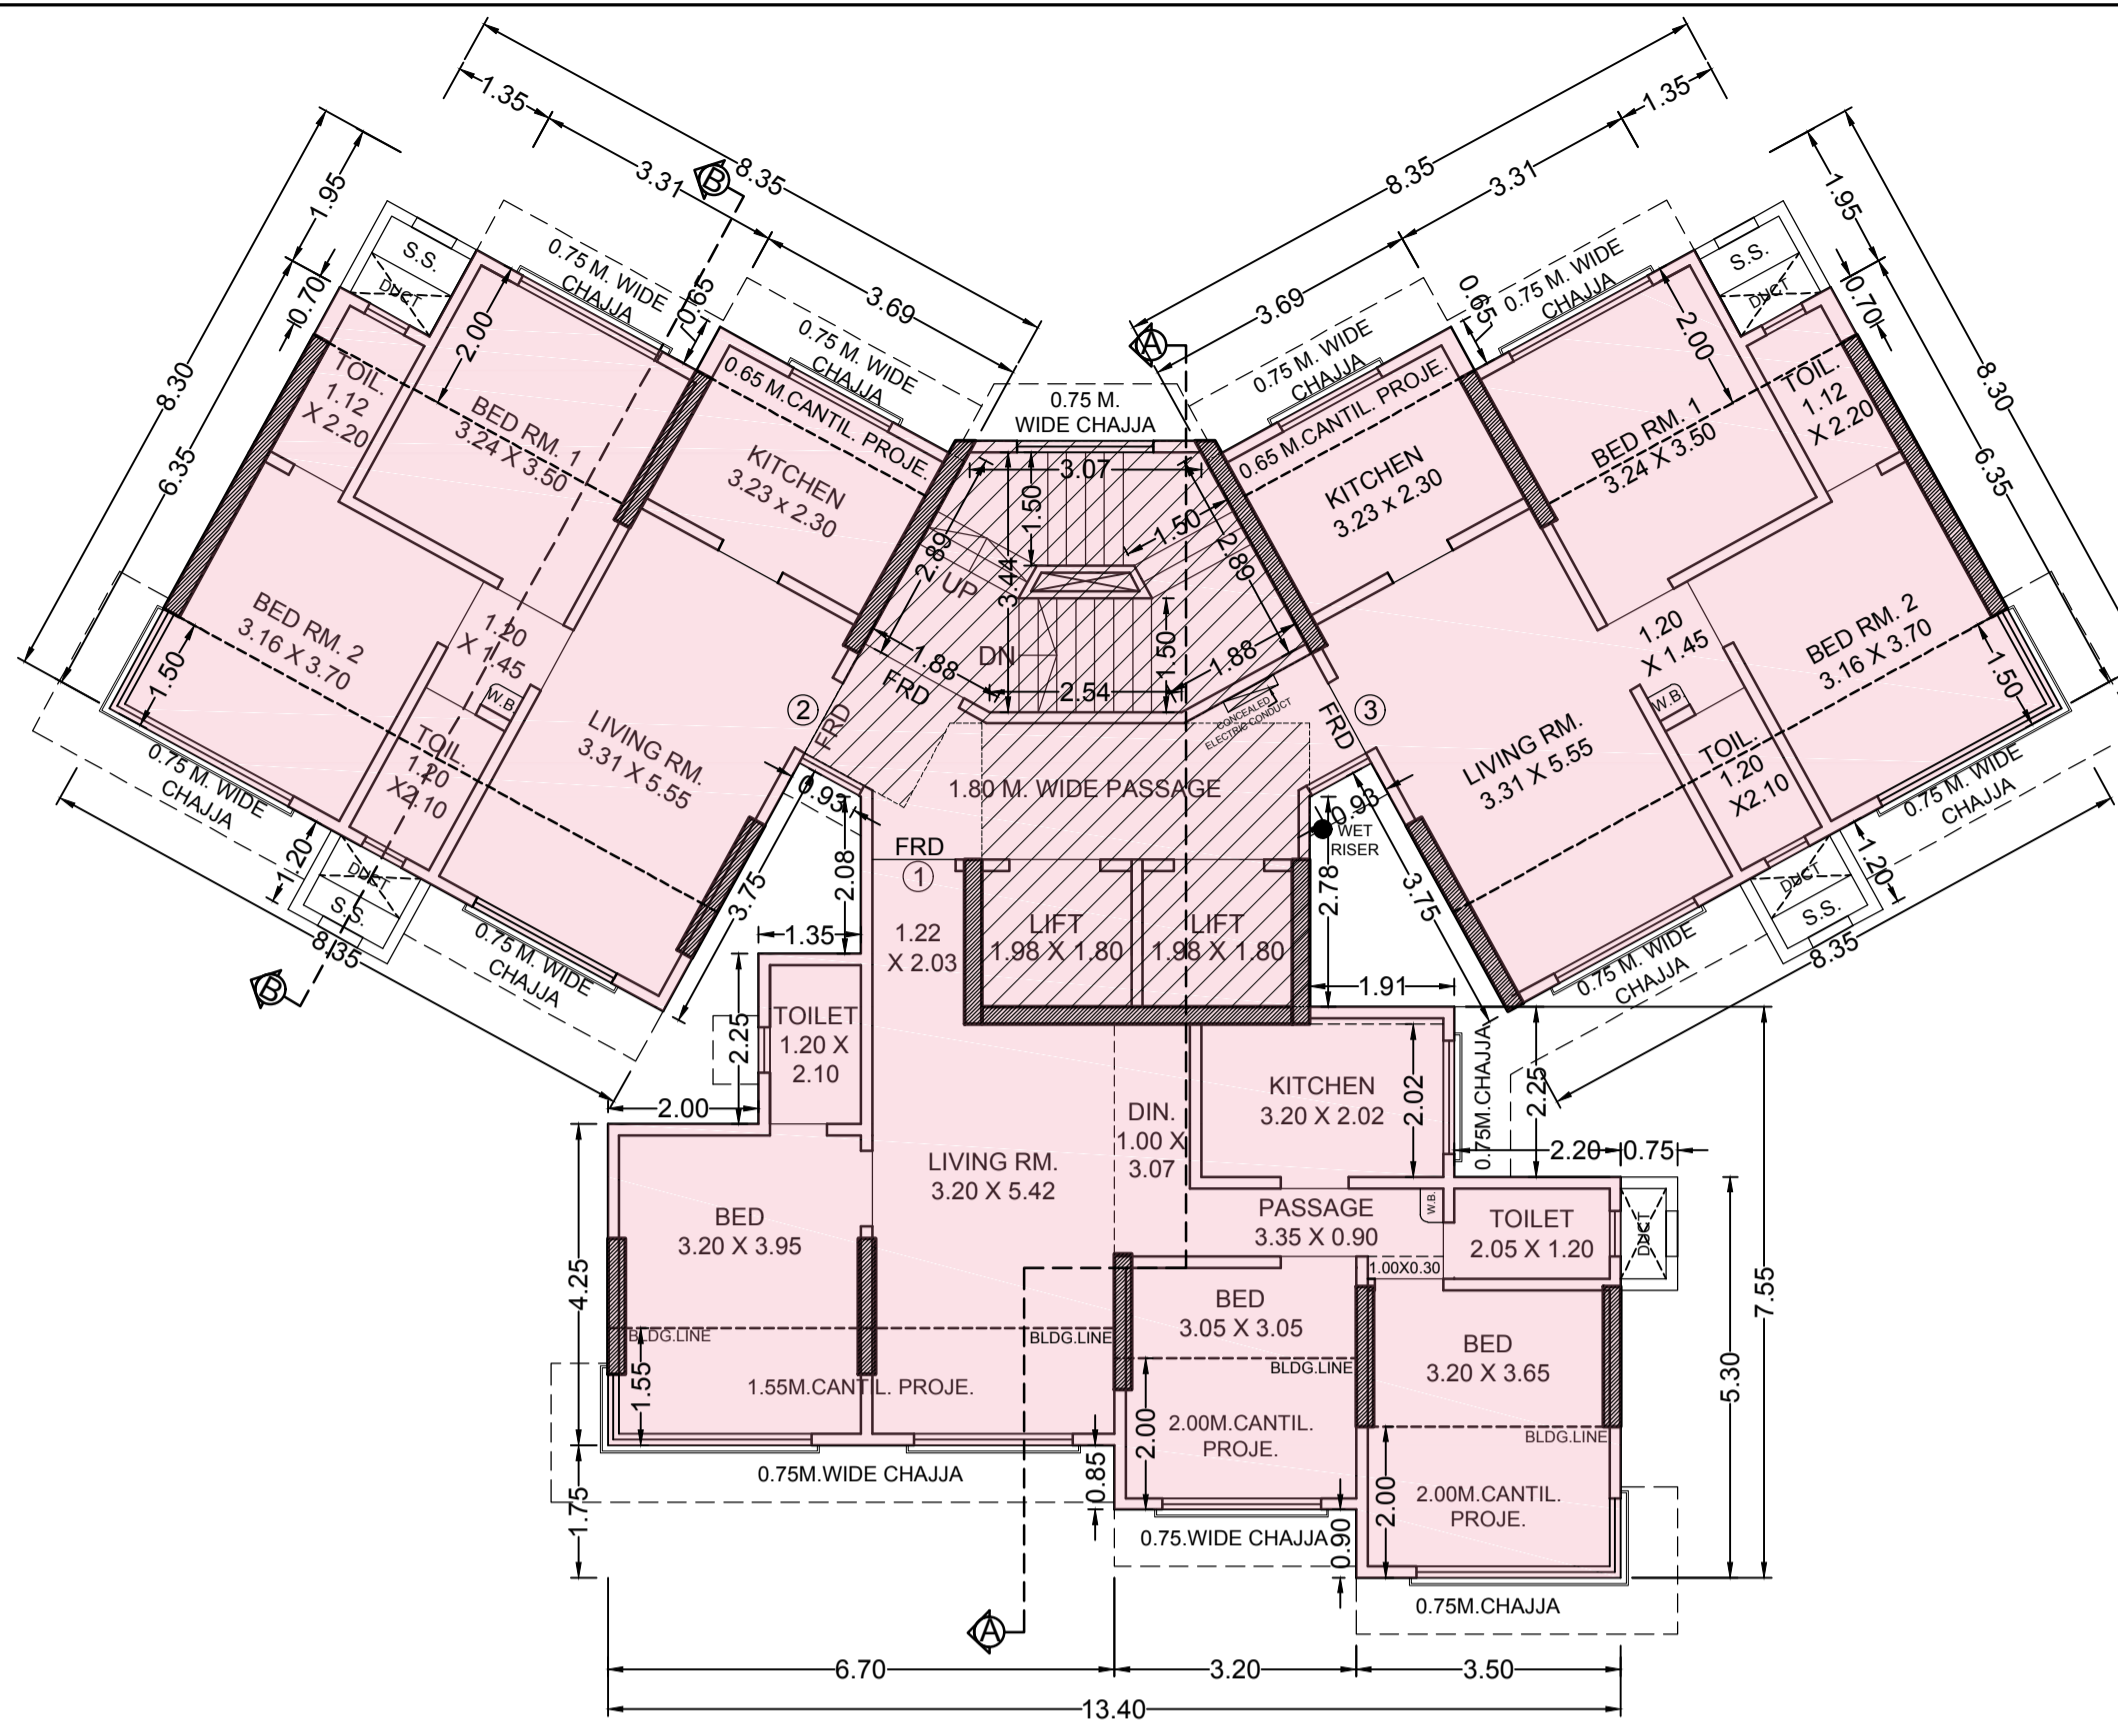 1.35
3.31
8.35
B
3.69
0.65
1.95
0.70
8.30
6.35
S.S.
DUCT
0.75 M. WIDE
CHAJJA
0.75 M. WIDE
CHAJJA
2.00
TOIL.
1.12
X 2.20
BED RM. 1
3.24 X 3.50
0.65 M.CANTIL. PROJE.
KITCHEN
3.23 x 2.30
BED RM. 2
3.16 X 3.70
1.50
1.20
X 1.45
W.B.
TOIL.
1.20
X2.10
LIVING RM.
3.31 X 5.55
0.75 M. WIDE
CHAJJA
1.20
DUCT
S.S.
8.35
B
0.75 M. WIDE
CHAJJA
3.75
0.93
2
FRD
FRD
A
0.75 M.
WIDE CHAJJA
3.07
1.50
1.50
2.89
3.44
2.89
UP
DN
1.88
2.54
1.50
1.88
CONCEALED
ELECTRIC CONDUCT
1.80 M. WIDE PASSAGE
8.35
1.35
3.31
3.69
0.65
1.95
0.70
8.30
6.35
0.75 M. WIDE
CHAJJA
0.75 M. WIDE
CHAJJA
S.S.
DUCT
2.00
TOIL.
1.12
X 2.20
BED RM. 1
3.24 X 3.50
0.65 M.CANTIL. PROJE.
KITCHEN
3.23 x 2.30
BED RM. 2
3.16 X 3.70
1.50
1.20
X 1.45
W.B.
TOIL.
1.20
X2.10
LIVING RM.
3.31 X 5.55
FRD
3
0.93
WET
RISER
2.78
3.75
0.75 M. WIDE
CHAJJA
1.20
DUCT
S.S.
8.35
0.75 M. WIDE
CHAJJA
FRD
1
2.08
1.35
1.22
X 2.03
LIFT
1.98 X 1.80
LIFT
1.98 X 1.80
1.91
TOILET
1.20 X
2.10
2.25
2.00
KITCHEN
3.20 X 2.02
2.02
0.75M.CHAJJA
2.25
DIN.
1.00 X
3.07
2.20
0.75
LIVING RM.
3.20 X 5.42
BED
3.20 X 3.95
PASSAGE
3.35 X 0.90
W.B.
TOILET
2.05 X 1.20
DUCT
1.00X0.30
4.25
BLDG.LINE
1.55
1.55M.CANTIL. PROJE.
BLDG.LINE
BED
3.05 X 3.05
BLDG.LINE
2.00
2.00M.CANTIL.
PROJE.
BED
3.20 X 3.65
BLDG.LINE
2.00
2.00M.CANTIL.
PROJE.
5.30
7.55
0.75M.WIDE CHAJJA
1.75
0.85
0.75.WIDE CHAJJA
0.90
0.75M.CHAJJA
A
6.70
3.20
3.50
13.40